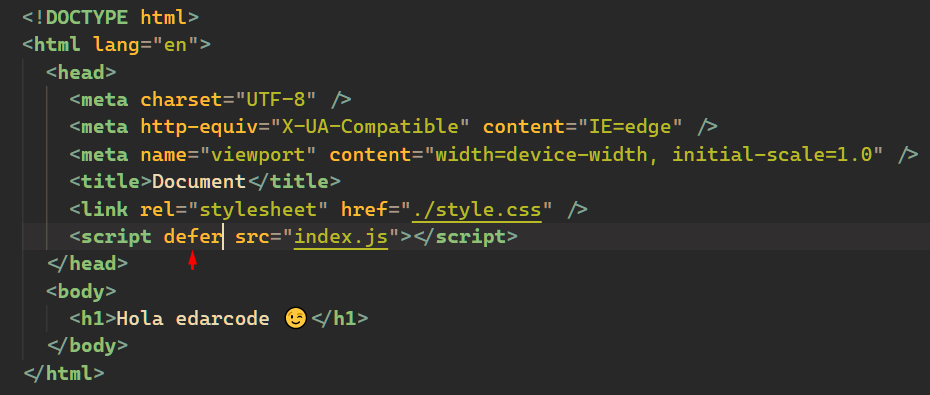 <!DOCTYPE html>
<html lang="en">
<head>
<meta charset="UTF-8" />
<meta http-equiv="X-UA-Compatible" content="IE=edge" />
<meta name="viewport" content="width=device-width, initial-scale=1.0" />
<title>Document</title>
<link rel="stylesheet" href="./style.css" />
<script defer src="index.js"></script>
</head>
<body>
<h1>Hola edarcode 😉</h1>
</body>
</html>